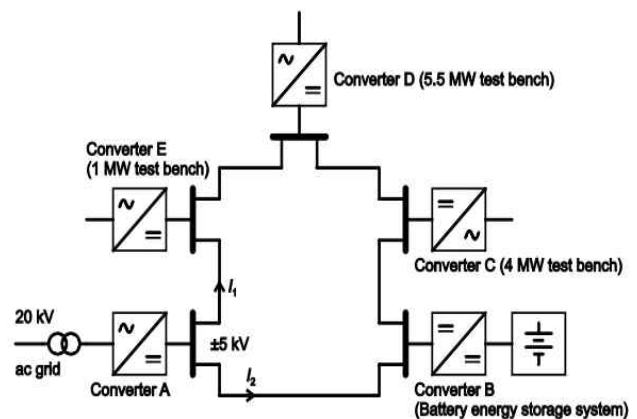 Converter D (5.5 MW test bench)
Converter E
(1 MW test bench)
Converter C (4 MW test bench)
I1
20 kV
±5 kV
ac grid
Converter A
I2
Converter B
(Battery energy storage system)